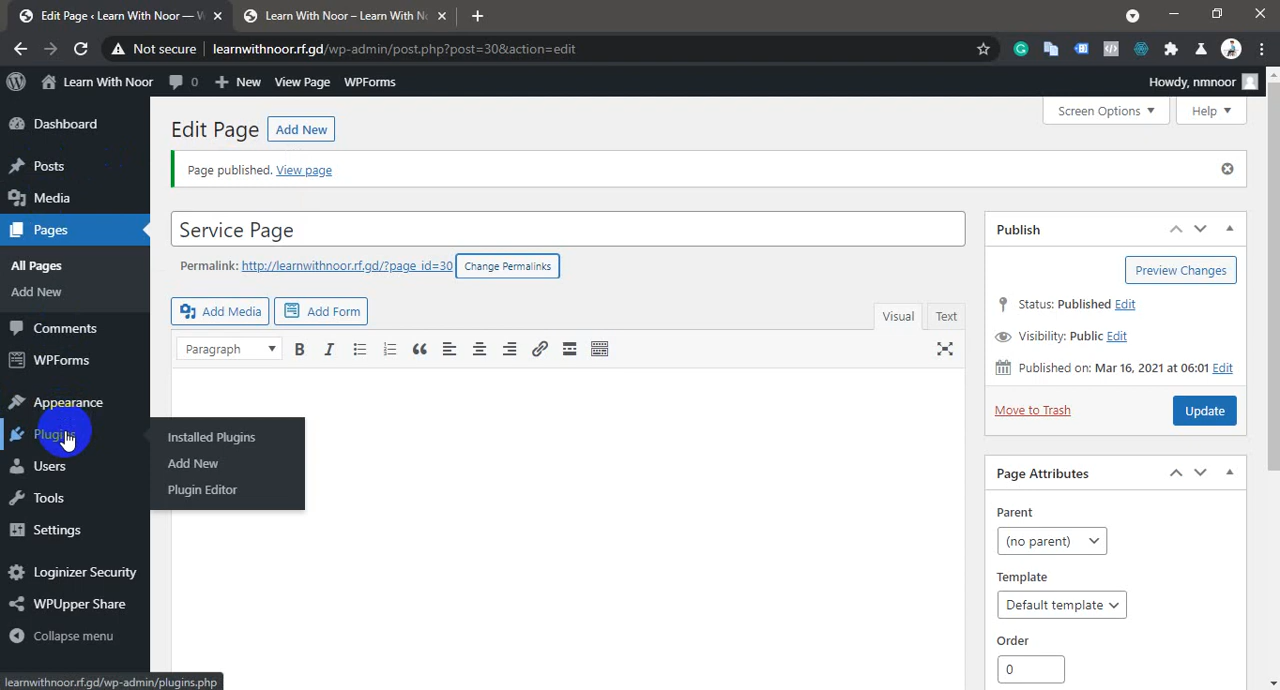 Edit Page ‹ Learn With Noor — W
Learn With Noor – Learn With N
Not secure
learnwithnoor.rf.gd/wp-admin/post.php?post=30&action=edit
Learn With Noor
0
New
View Page
WPForms
Howdy, nmnoor
Dashboard
Posts
Media
Pages
All Pages
Add New
Comments
WPForms
Appearance
Plugins
Users
Tools
Settings
Loginizer Security
WPUpper Share
Collapse menu
Installed Plugins
Add New
Plugin Editor
Screen Options
Help
Edit Page
Add New
Page published. View page
Service Page
Permalink: http://learnwithnoor.rf.gd/?page_id=30
Change Permalinks
Add Media
Add Form
Visual
Text
Paragraph
B
I
Publish
Preview Changes
Status: Published Edit
Visibility: Public Edit
Published on: Mar 16, 2021 at 06:01 Edit
Move to Trash
Update
Page Attributes
Parent
(no parent)
Template
Default template
Order
0
learnwithnoor.rf.gd/wp-admin/plugins.php